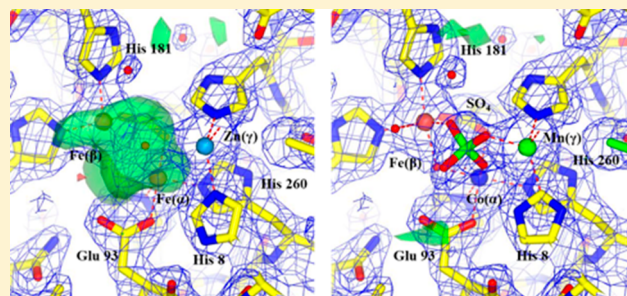 His 181
Zn(γ)
Fe(β)
His 260
Fe(α)
Glu 93
His 8
His 181
SO4
Mn(γ)
Fe(β)
His 260
Co(α)
Glu 93
His 8